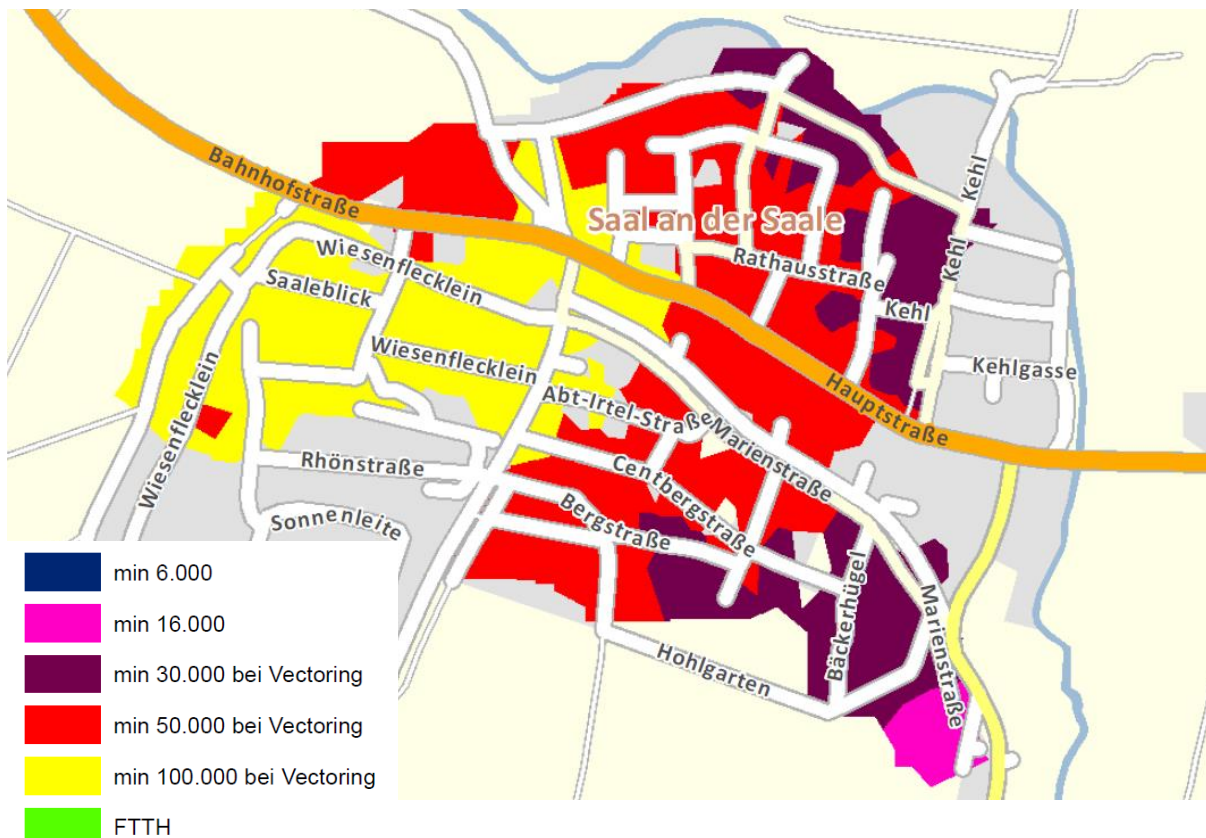 Bahnhofstraße
Kehl
Saal an der Saale
Wiesenflecklein
Rathausstraße
Kehl
Saaleblick
Kehl
Wiesenflecklein
Kehlgasse
Wiesenflecklein
Abt-Irtel-Straße
Hauptstraße
Marienstraße
Rhönstraße
Centbergstraße
Bergstraße
Sonnenleite
Bäckerhügel
Marienstraße
Hohlgarten
min 6.000
min 16.000
min 30.000 bei Vectoring
min 50.000 bei Vectoring
min 100.000 bei Vectoring
FTTH